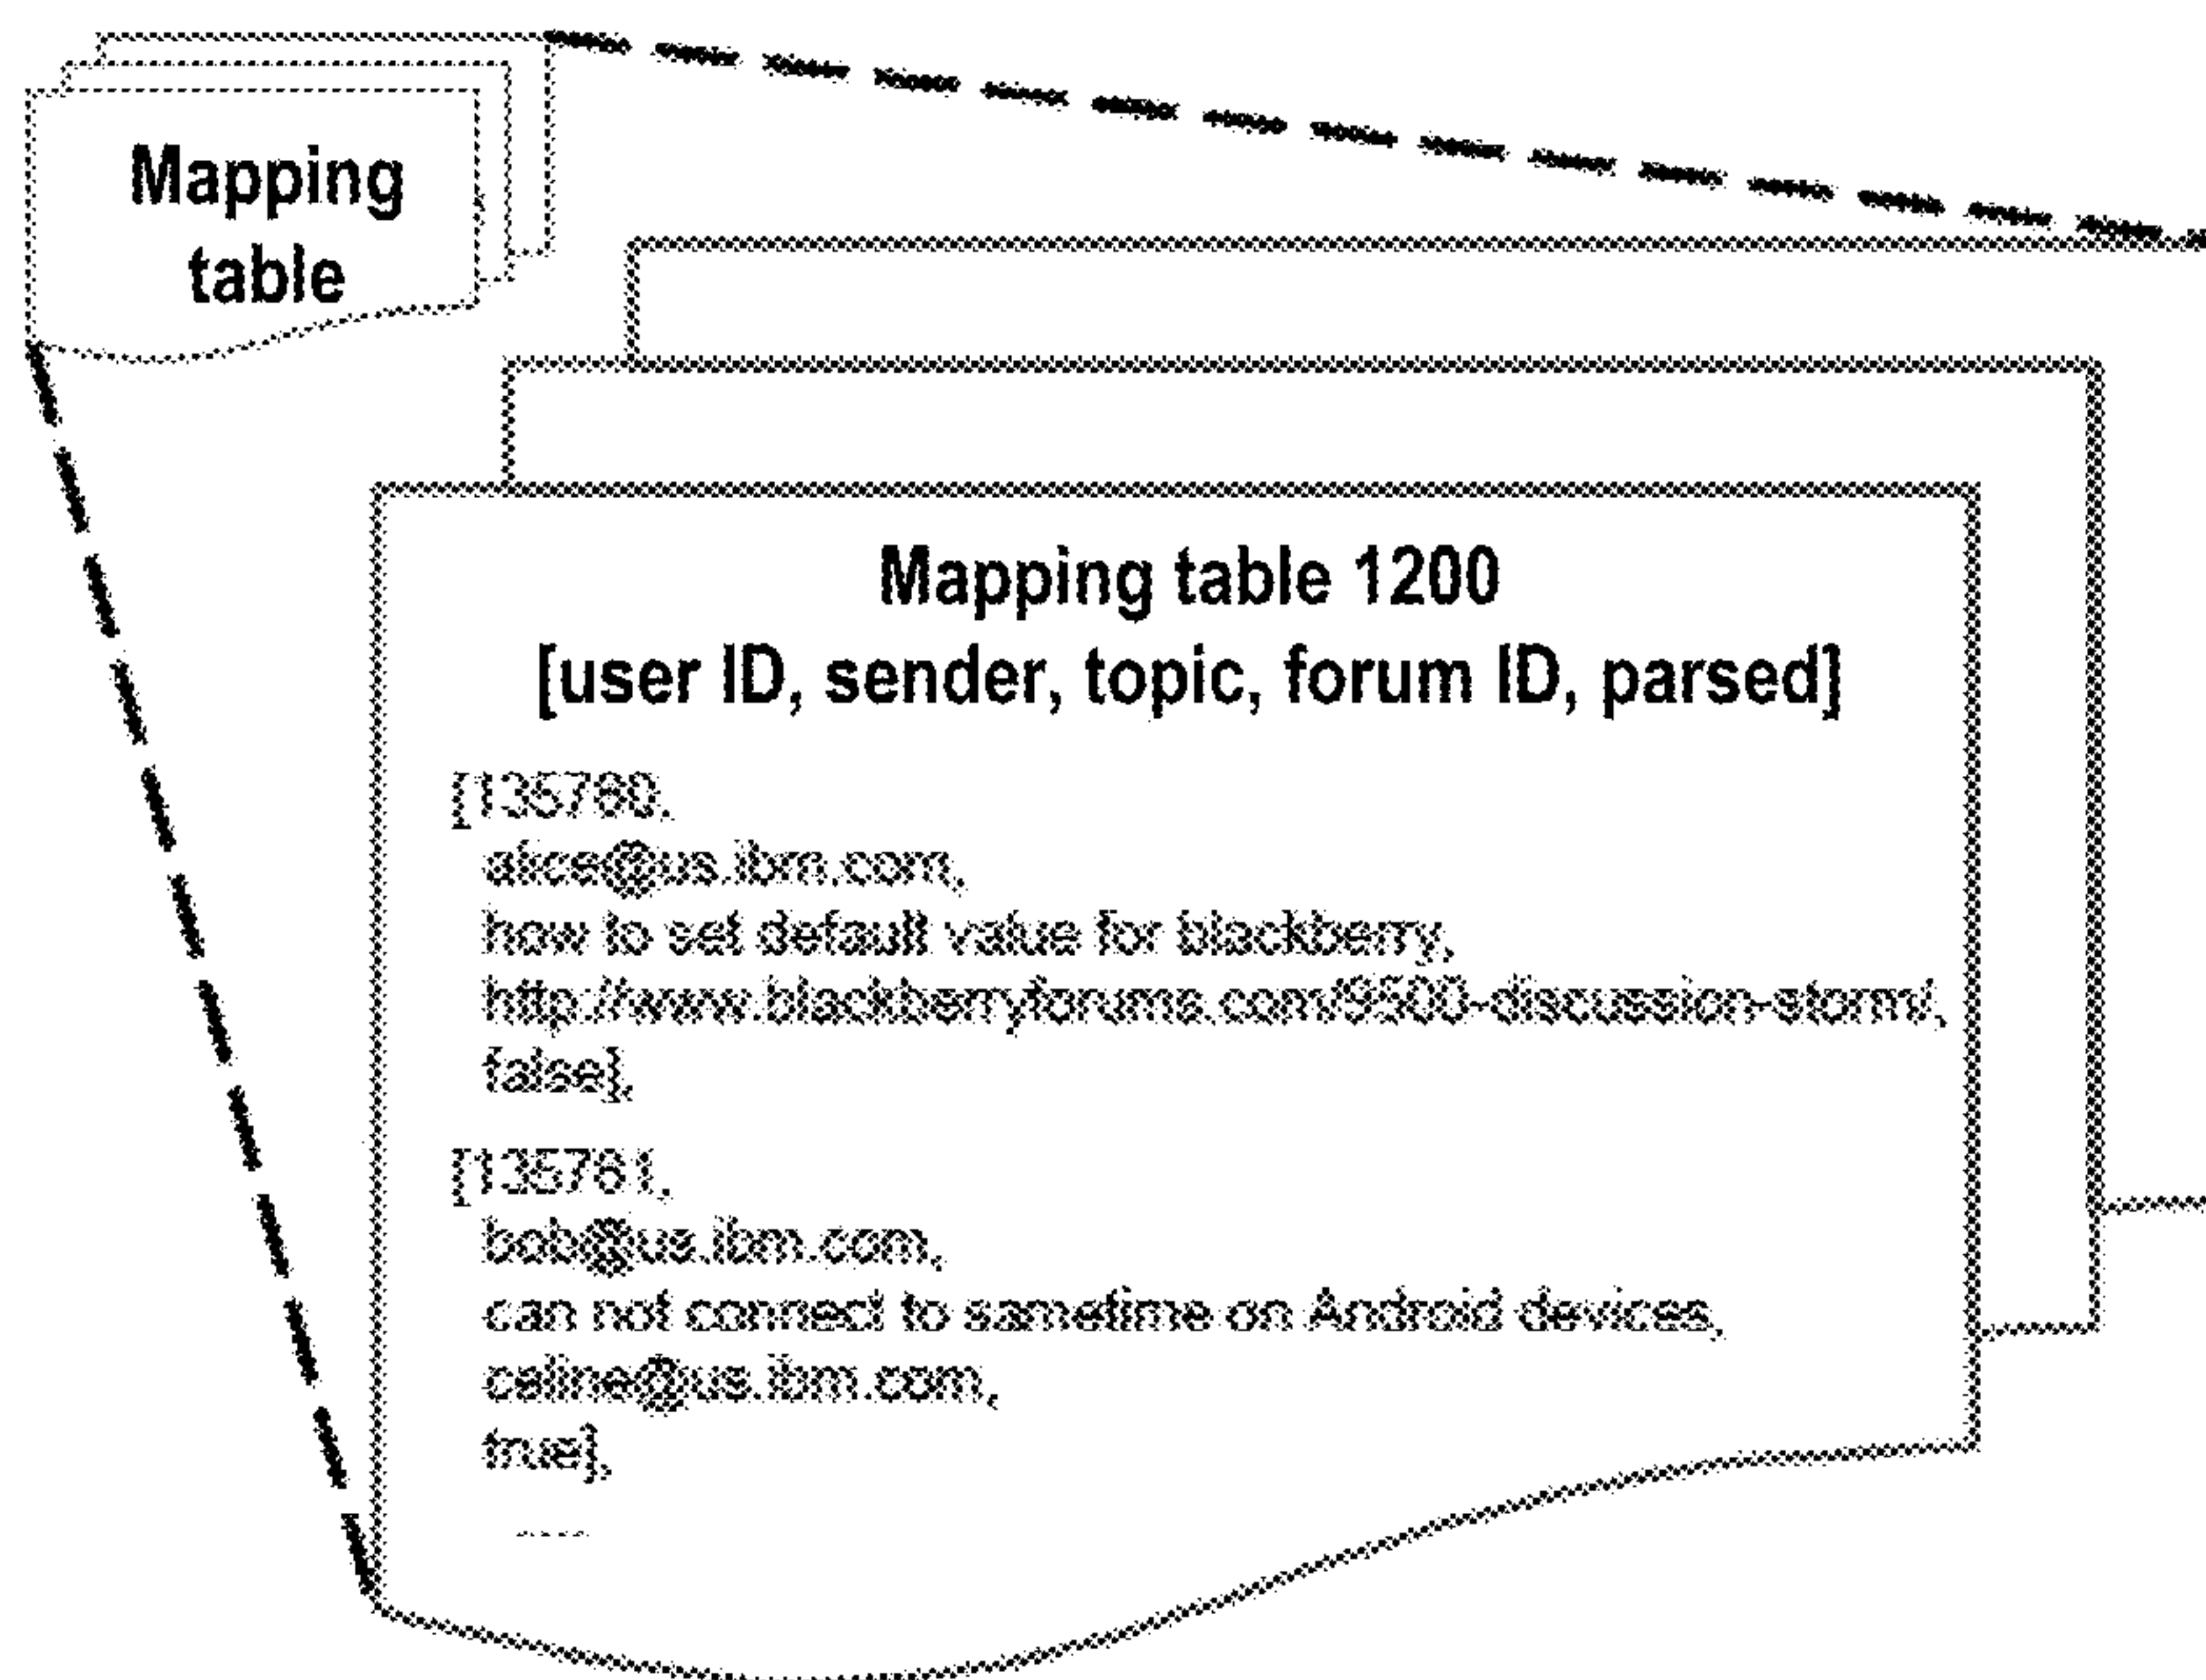 Mapping
table
Mapping table 1200
[user ID, sender, topic, forum ID, parsed]
[135760,
alice@us.ibm.com,
how to set default value for blackberry,
http://www.blackberryforums.com/9500-discussion-storm/,
false],
[135761,
bob@us.ibm.com,
can not connect to sametime on Android devices,
celine@us.ibm.com,
true],
.....